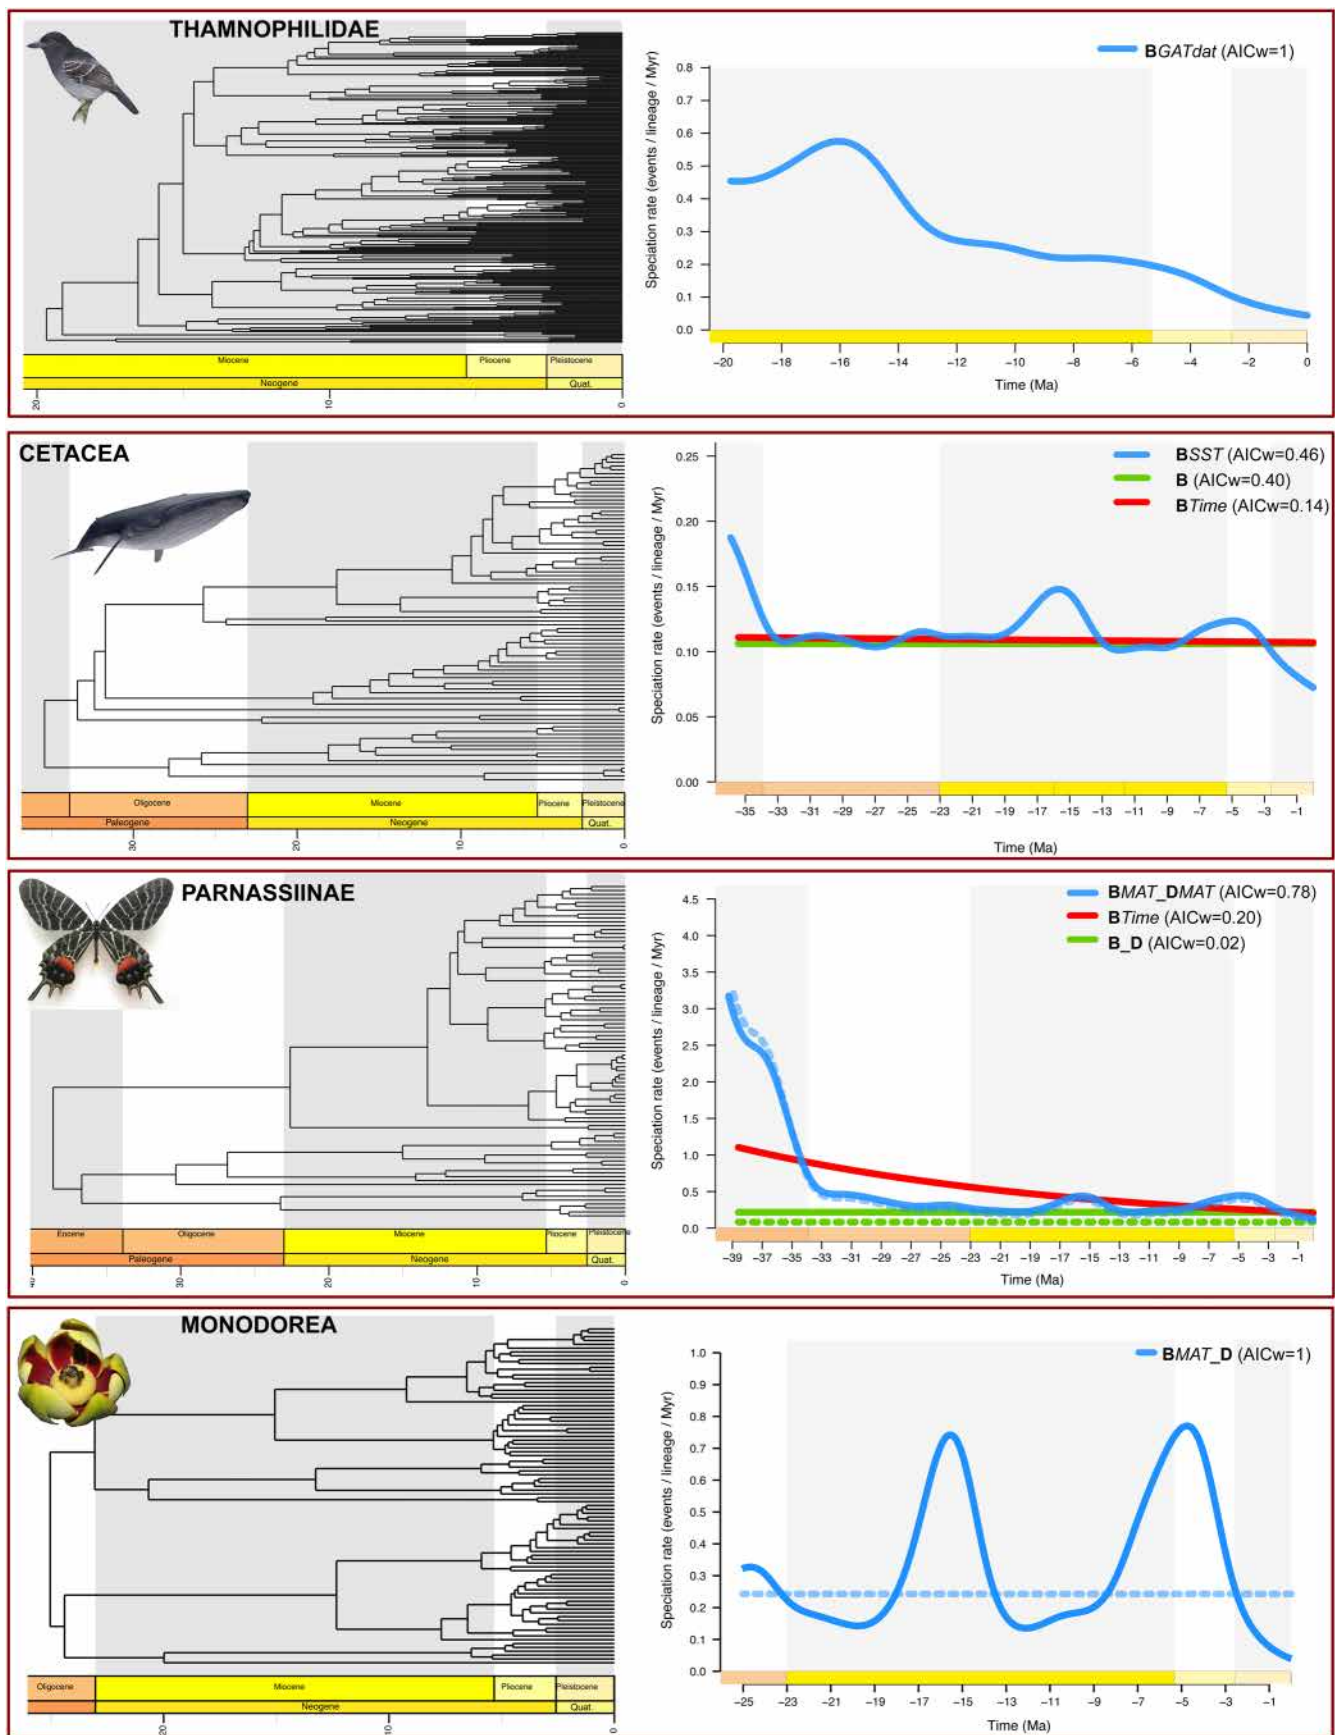 THAMNOPHILIDAE
BGATdat (AICw=1)
Speciation rate (events / lineage / Myr)
0.8
0.7
0.6
0.5
0.4
0.3
0.2
0.1
0.0
Miocene
Pliocene
Pleistocene
Neogene
Quat.
20
10
0
−20
−18
−16
−14
−12
−10
−8
−6
−4
−2
0
Time (Ma)
CETACEA
BSST (AICw=0.46)
B (AICw=0.40)
BTime (AICw=0.14)
Speciation rate (events / lineage / Myr)
0.25
0.20
0.15
0.10
0.05
0.00
Oligocene
Miocene
Pliocene
Pleistocene
Paleogene
Neogene
Quat.
30
20
10
0
−35
−33
−31
−29
−27
−25
−23
−21
−19
−17
−15
−13
−11
−9
−7
−5
−3
−1
Time (Ma)
PARNASSIINAE
BMAT_DMAT (AICw=0.78)
BTime (AICw=0.20)
B_D (AICw=0.02)
Speciation rate (events / lineage / Myr)
4.5
4.0
3.5
3.0
2.5
2.0
1.5
1.0
0.5
0.0
Eocene
Oligocene
Miocene
Pliocene
Pleistocene
Paleogene
Neogene
Quat.
40
30
20
10
0
−39
−37
−35
−33
−31
−29
−27
−25
−23
−21
−19
−17
−15
−13
−11
−9
−7
−5
−3
−1
Time (Ma)
MONODOREA
BMAT_D (AICw=1)
Speciation rate (events / lineage / Myr)
1.0
0.9
0.8
0.7
0.6
0.5
0.4
0.3
0.2
0.1
0.0
Oligocene
Miocene
Pliocene
Pleistocene
Neogene
Quat.
20
10
0
−25
−23
−21
−19
−17
−15
−13
−11
−9
−7
−5
−3
−1
Time (Ma)